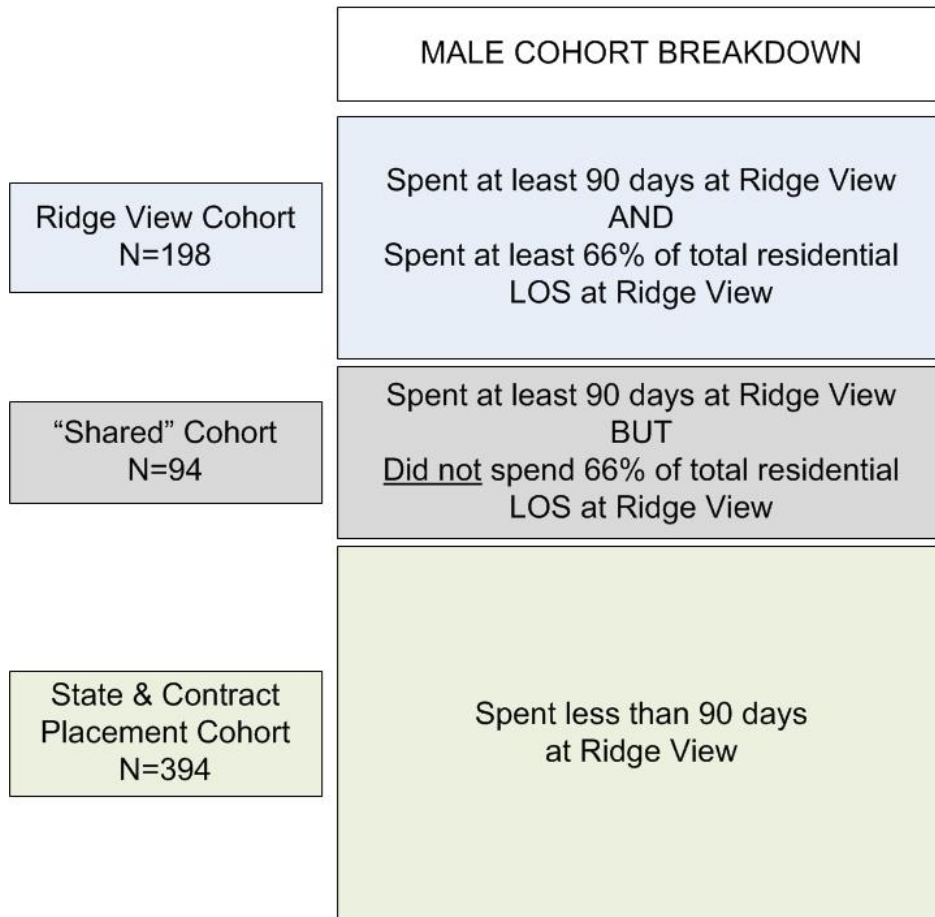 MALE COHORT BREAKDOWN
Ridge View Cohort
N=198
Spent at least 90 days at Ridge View
AND
Spent at least 66% of total residential
LOS at Ridge View
“Shared” Cohort
N=94
Spent at least 90 days at Ridge View
BUT
Did not spend 66% of total residential
LOS at Ridge View
State & Contract
Placement Cohort
N=394
Spent less than 90 days
at Ridge View